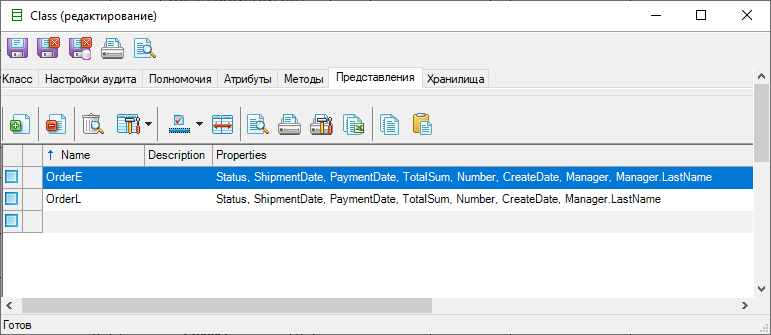 Class (редактирование)
Класс Настройки аудита Полномочия Атрибуты Методы Представления Хранилища
Name Description Properties
OrderE Status, ShipmentDate, PaymentDate, TotalSum, Number, CreateDate, Manager, Manager.LastName
OrderL Status, ShipmentDate, PaymentDate, TotalSum, Number, CreateDate, Manager.LastName
Готов